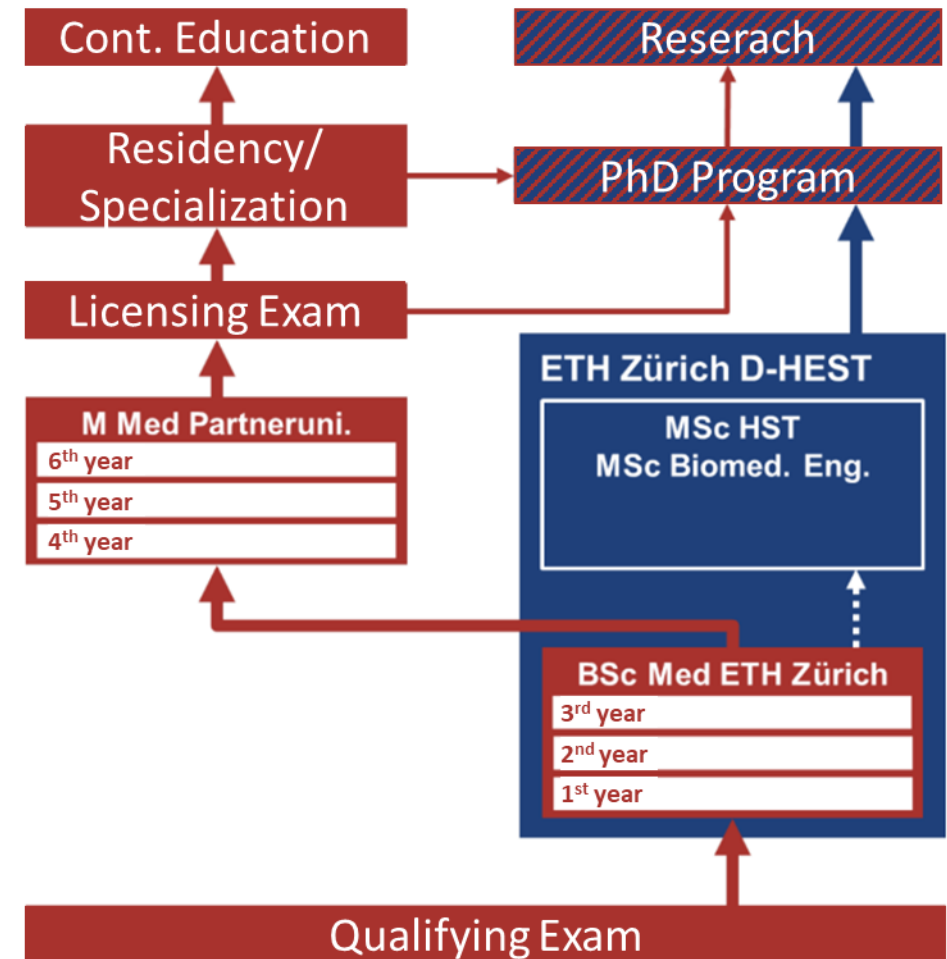 Cont. Education
Reserach
Residency/
Specialization
PhD Program
Licensing Exam
ETH Zürich D-HEST
MSc HST
MSc Biomed. Eng.
M Med Partneruni.
6th year
5th year
4th year
BSc Med ETH Zürich
3rd year
2nd year
1st year
Qualifying Exam